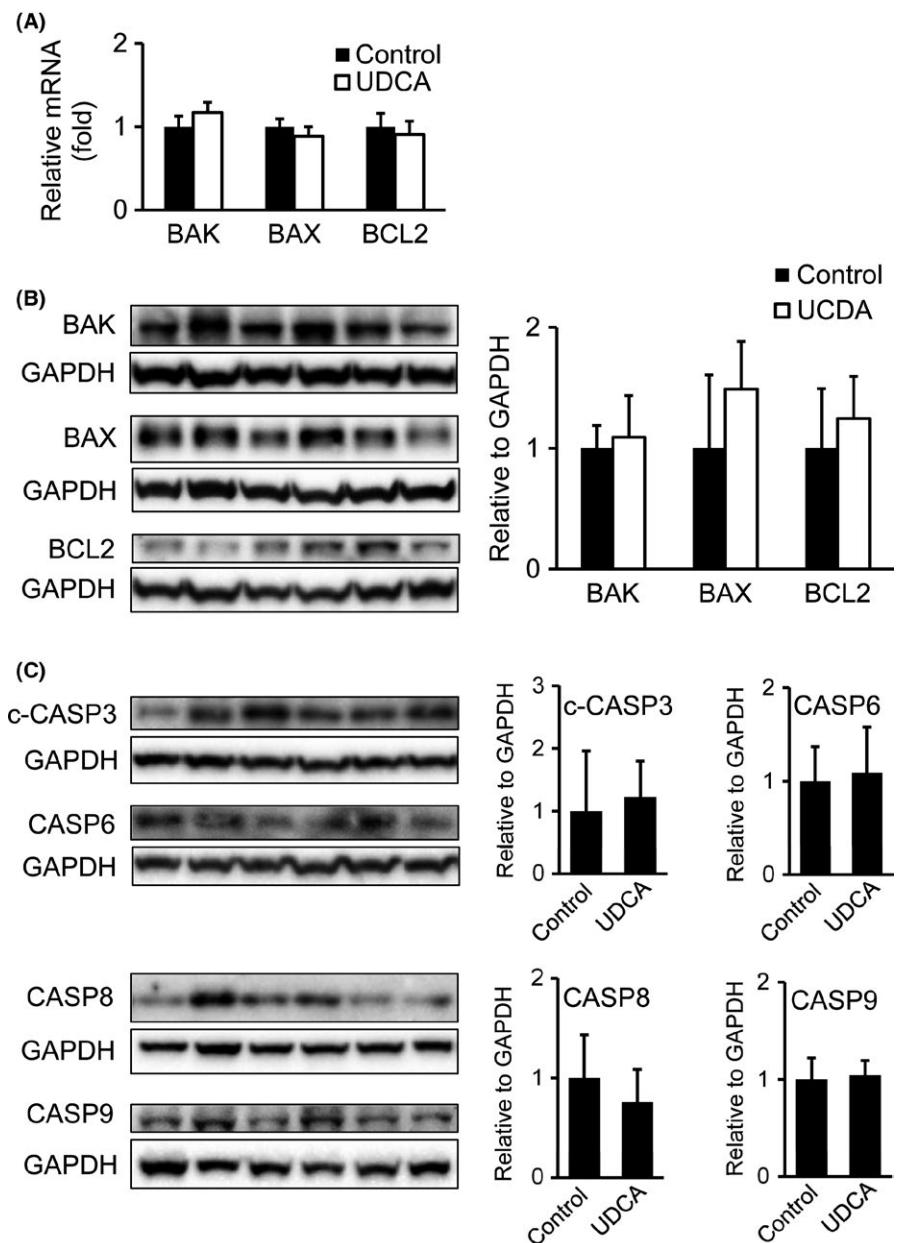 (A)
Relative mRNA
(fold)
2
1
0
Control
UDCA
BAK BAX BCL2
(B)
BAK
GAPDH
BAX
GAPDH
BCL2
GAPDH
Control
UCDA
Relative to GAPDH
2
1
0
BAK BAX BCL2
(C)
c-CASP3
GAPDH
CASP6
GAPDH
c-CASP3
Relative to GAPDH
3
2
1
0
Control
UDCA
CASP6
Relative to GAPDH
2
1
0
Control
UDCA
CASP8
GAPDH
CASP9
GAPDH
CASP8
Relative to GAPDH
2
1
0
Control
UDCA
CASP9
Relative to GAPDH
2
1
0
Control
UDCA